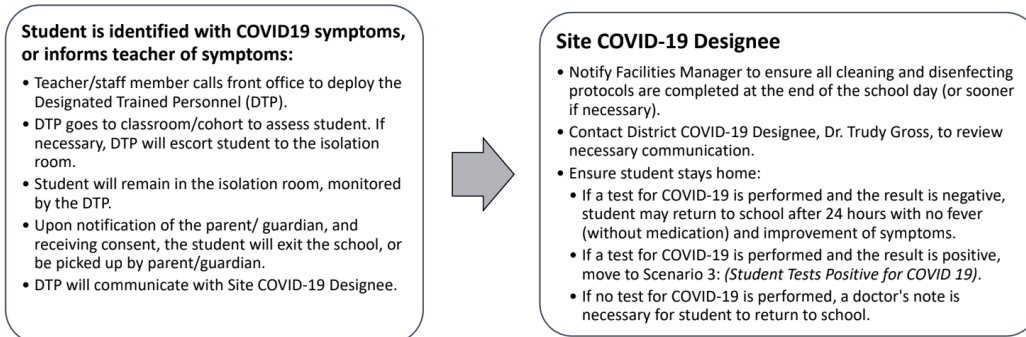 Student is identified with COVID19 symptoms,
or informs teacher of symptoms:
• Teacher/staff member calls front office to deploy the
Designated Trained Personnel (DTP).
• DTP goes to classroom/cohort to assess student. If
necessary, DTP will escort student to the isolation
room.
• Student will remain in the isolation room, monitored
by the DTP.
• Upon notification of the parent/ guardian, and
receiving consent, the student will exit the school, or
be picked up by parent/guardian.
• DTP will communicate with Site COVID-19 Designee.
Site COVID-19 Designee
• Notify Facilities Manager to ensure all cleaning and disenfecting
protocols are completed at the end of the school day (or sooner
if necessary).
• Contact District COVID-19 Designee, Dr. Trudy Gross, to review
necessary communication.
• Ensure student stays home:
• If a test for COVID-19 is performed and the result is negative,
student may return to school after 24 hours with no fever
(without medication) and improvement of symptoms.
• If a test for COVID-19 is performed and the result is positive,
move to Scenario 3: (Student Tests Positive for COVID 19).
• If no test for COVID-19 is performed, a doctor's note is
necessary for student to return to school.